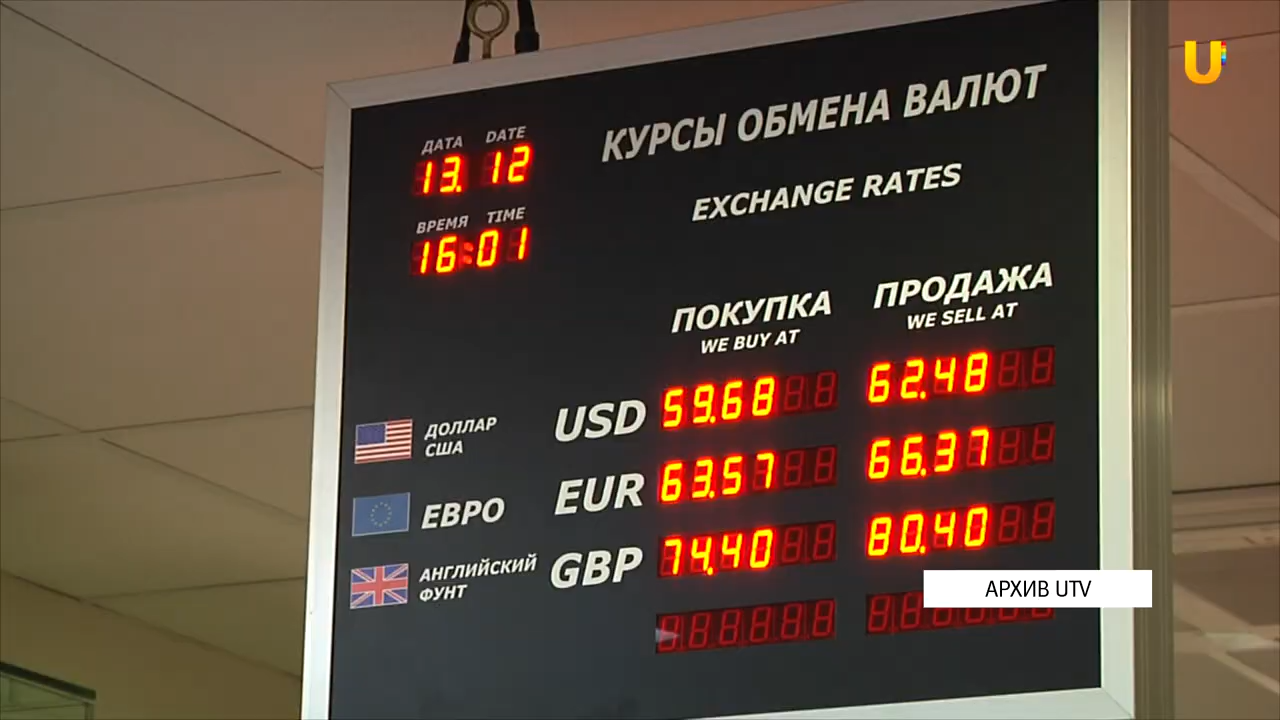 U
ДАТА DATE
13. 12
КУРСЫ ОБМЕНА ВАЛЮТ
EXCHANGE RATES
ВРЕМЯ TIME
16:01
ПОКУПКА ПРОДАЖА
WE BUY AT WE SELL AT
ДОЛЛАР
США
USD 59.68 62.48
ЕВРО EUR 63.57 66.37
АНГЛИЙСКИЙ
ФУНТ
GBP 74.40 80.40
АРХИВ UTV